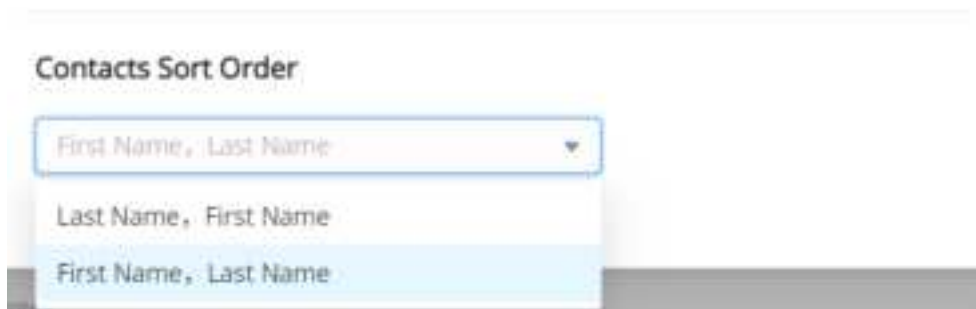 Contacts Sort Order
First Name，Last Name
Last Name，First Name
First Name，Last Name